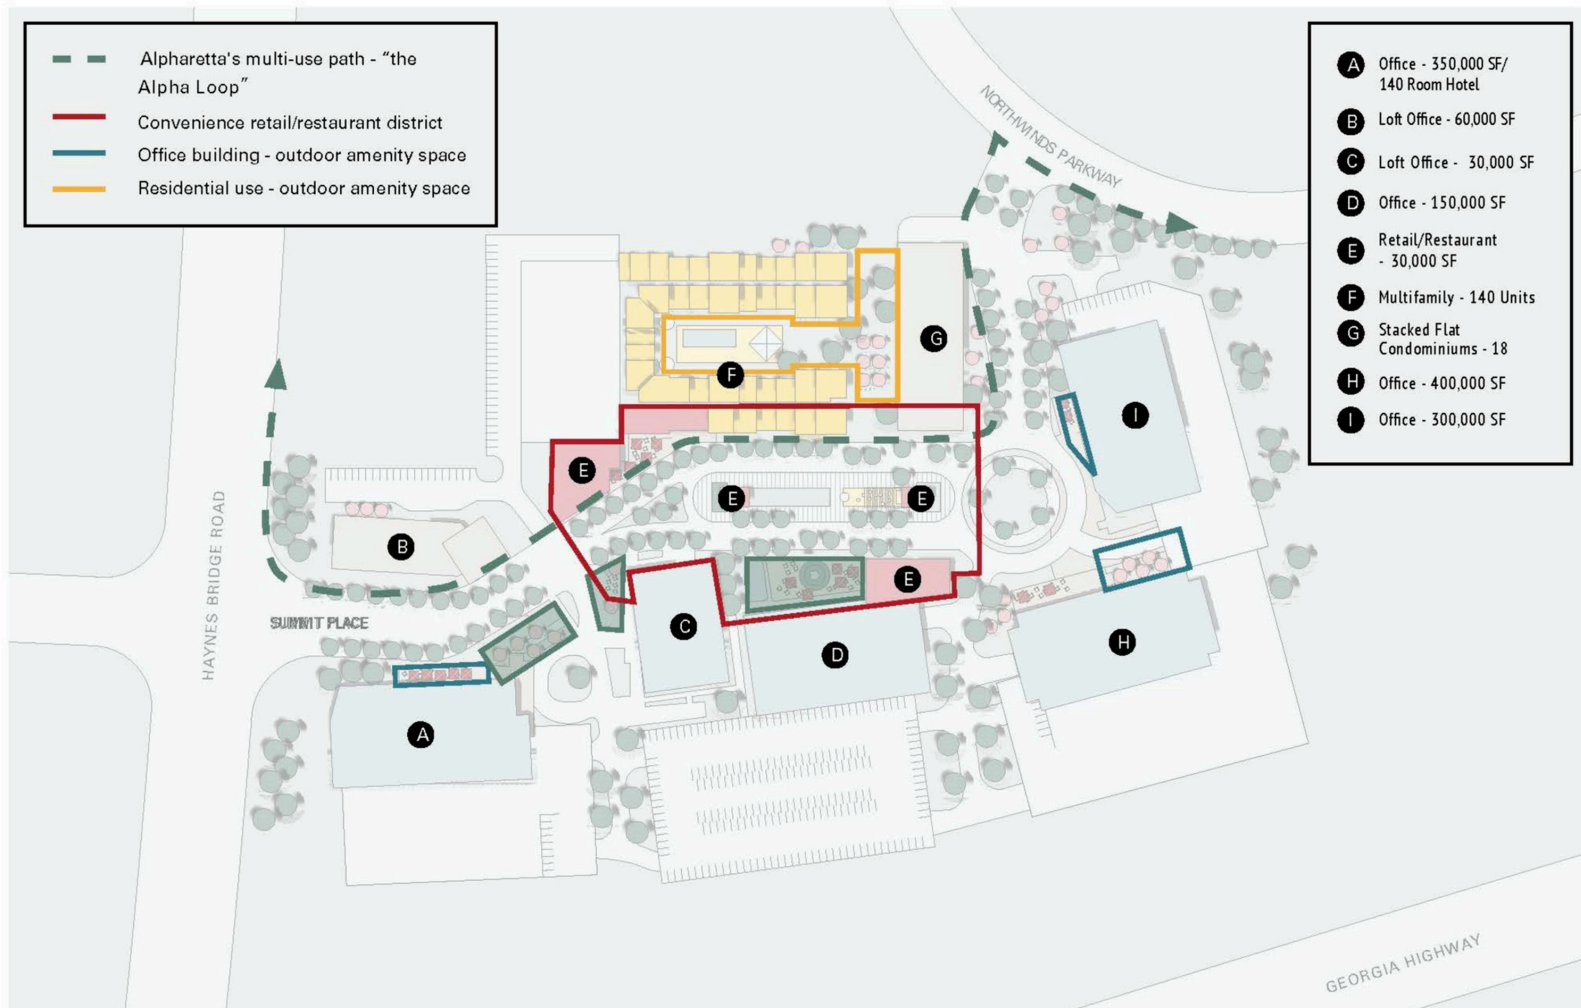 Alpharetta's multi-use path - “the
Alpha Loop”
Convenience retail/restaurant district
Office building - outdoor amenity space
Residential use - outdoor amenity space
A Office - 350,000 SF/
140 Room Hotel
B Loft Office - 60,000 SF
C Loft Office - 30,000 SF
D Office - 150,000 SF
E Retail/Restaurant
- 30,000 SF
F Multifamily - 140 Units
G Stacked Flat
Condominiums - 18
H Office - 400,000 SF
I Office - 300,000 SF
NORTHWINDS PARKWAY
G
F
I
E
E
E
B
E
HAYNES BRIDGE ROAD
SUMMIT PLACE
C
D
H
A
GEORGIA HIGHWAY